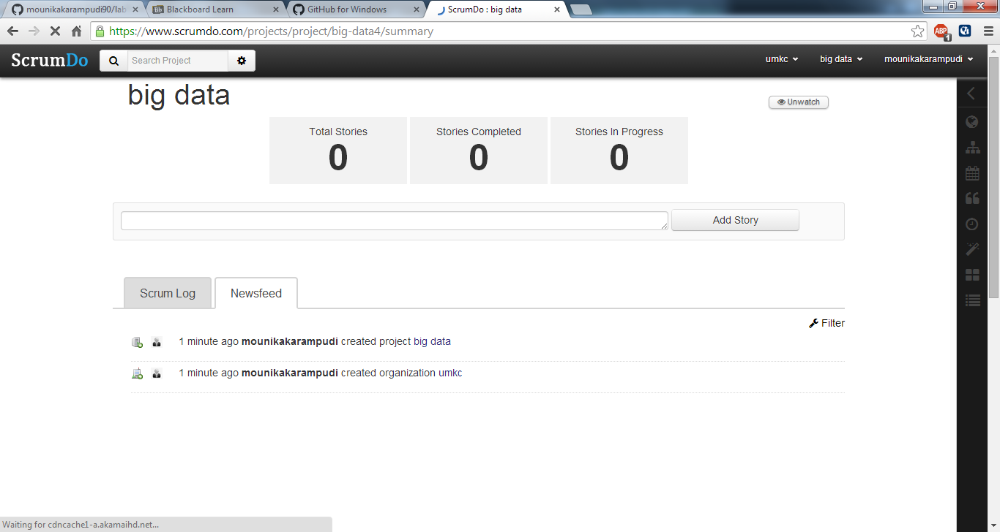 mounikakarampudi90/lab
Blackboard Learn
GitHub for Windows
ScrumDo : big data
https://www.scrumdo.com/projects/project/big-data4/summary
ABP
1
ScrumDo
Search Project
umkc
big data
mounikakarampudi
big data
Unwatch
Total Stories
Stories Completed
Stories In Progress
0
0
0
Add Story
Scrum Log
Newsfeed
Filter
1 minute ago mounikakarampudi created project big data
1 minute ago mounikakarampudi created organization umkc
Waiting for cdncache1-a.akamaihd.net...